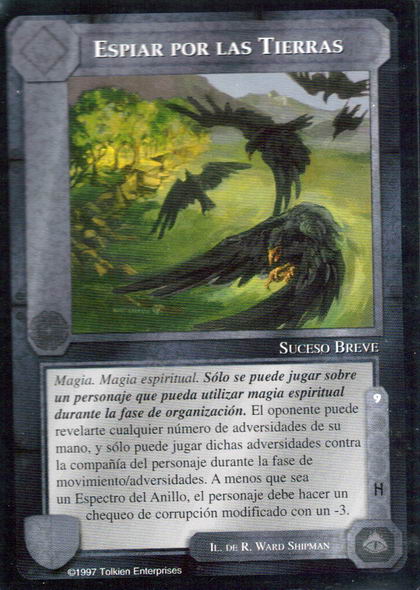 Espiar por las Tierras
Suceso Breve
Magia. Magia espiritual. Sólo se puede jugar sobre
un personaje que pueda utilizar magia espiritual
durante la fase de organización. El oponente puede
revelarte cualquier número de adversidades de su
mano, y sólo puede jugar dichas adversidades contra
la compañía del personaje durante la fase de
movimiento/adversidades. A menos que sea
un Espectro del Anillo, el personaje debe hacer un
chequeo de corrupción modificado con un -3.
9
H
Il. de R. Ward Shipman
©1997 Tolkien Enterprises